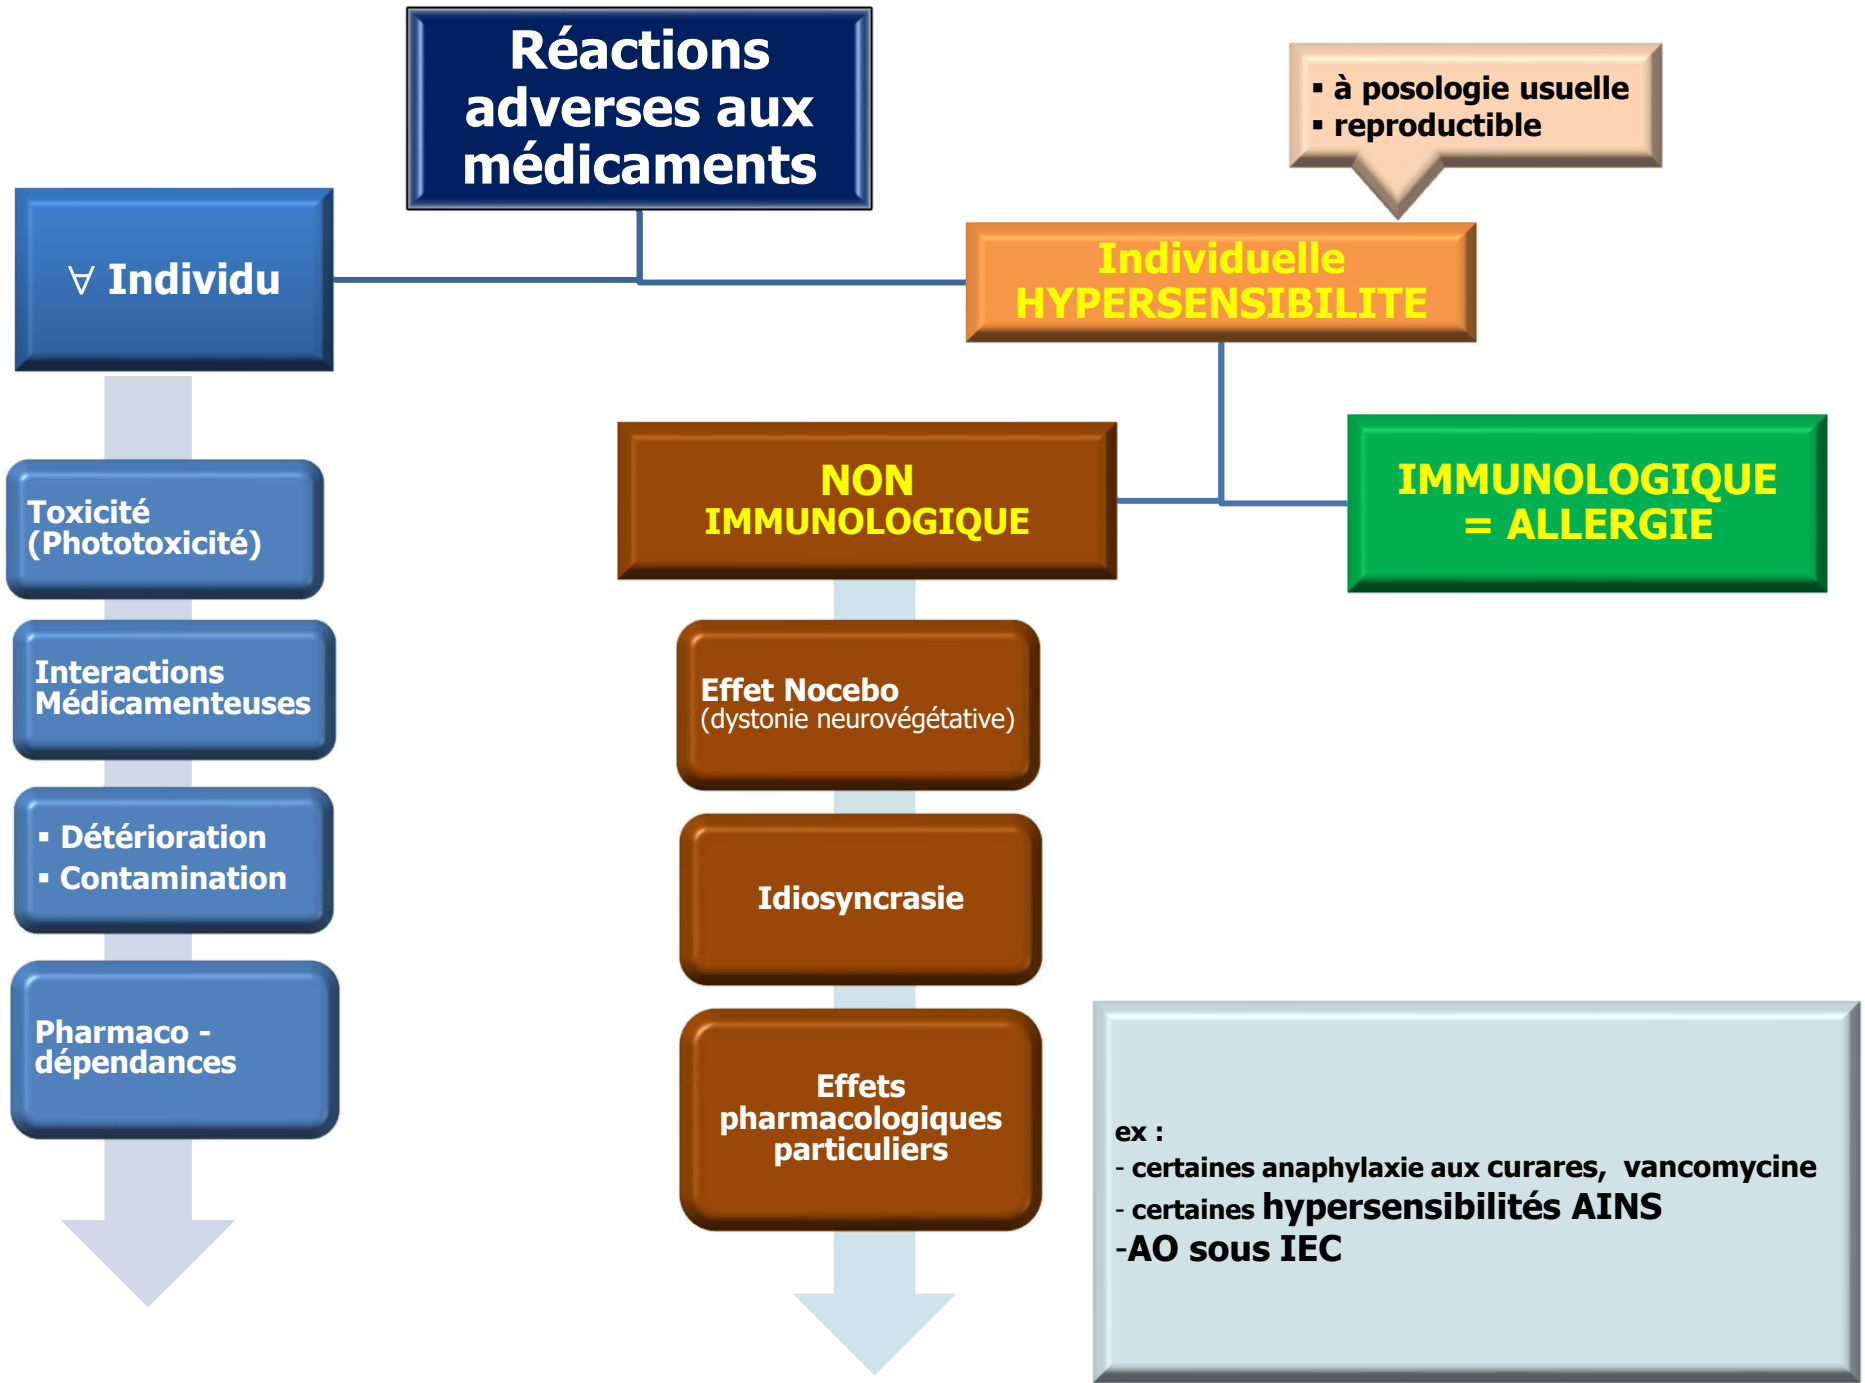 Réactions
adverses aux
médicaments
▪ à posologie usuelle
▪ reproductible
∀ Individu
Individuelle
HYPERSENSIBILITE
NON
IMMUNOLOGIQUE
IMMUNOLOGIQUE
= ALLERGIE
Toxicité
(Phototoxicité)
Interactions
Médicamenteuses
▪ Détérioration
▪ Contamination
Pharmaco -
dépendances
Effet Nocebo
(dystonie neurovégétative)
Idiosyncrasie
Effets
pharmacologiques
particuliers
ex :
- certaines anaphylaxie aux curares, vancomycine
- certaines hypersensibilités AINS
-AO sous IEC